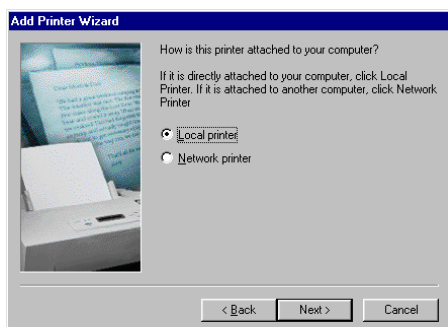 Add Printer Wizard
How is this printer attached to your computer?
If it is directly attached to your computer, click Local
Printer. If it is attached to another computer, click Network
Printer
Local printer
Network printer
< Back Next > Cancel